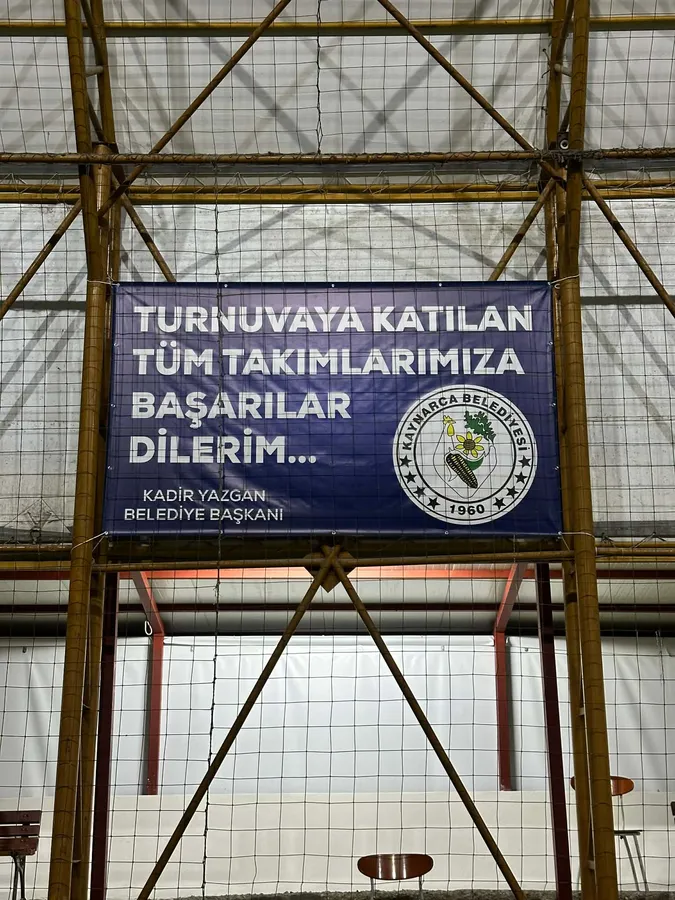 TURNUVAYA KATILAN
TÜM TAKIMLARIMIZA
BAŞARILAR
DİLERİM...
KADİR YAZGAN
BELEDİYE BAŞKANI
KAYNARCA BELEDİYESİ
1960